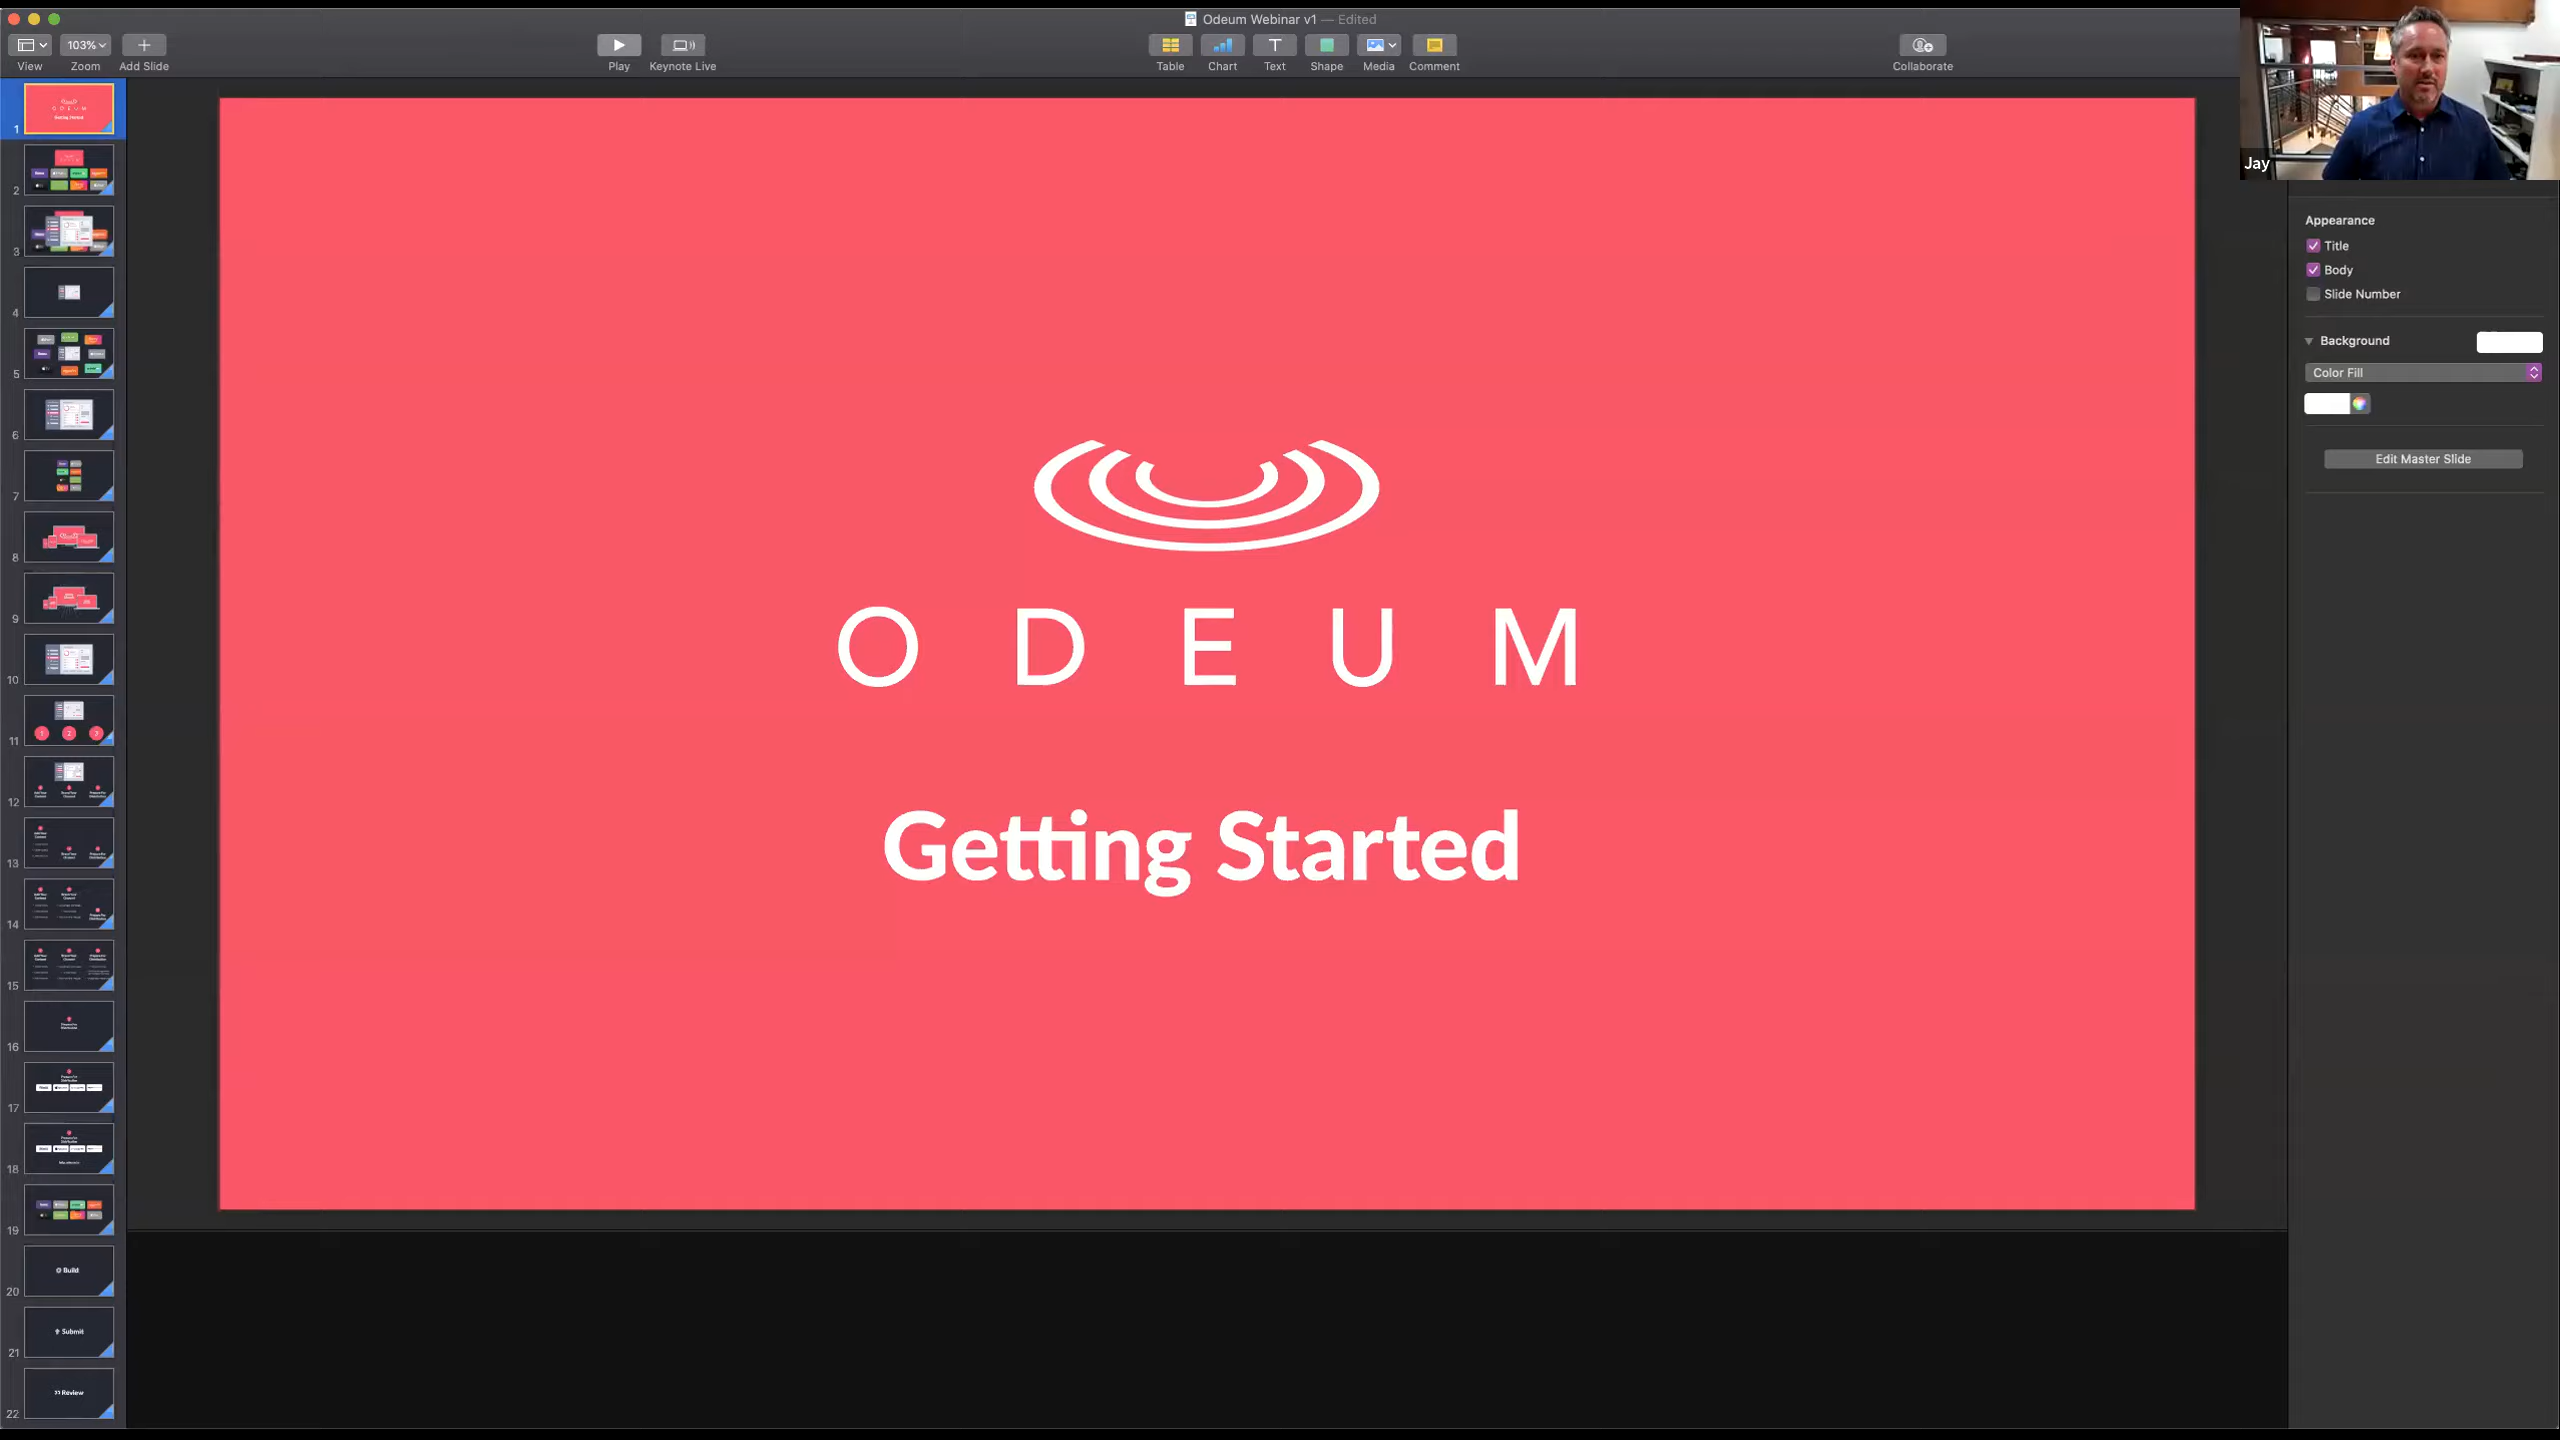 Odeum Webinar v1 — Edited
103%
View
Zoom
Add Slide
Play
Keynote Live
Table
Chart
Text
Shape
Media
Comment
Collaborate
Jay
1
2
3
4
5
6
7
8
9
10
11
12
13
14
15
16
17
18
19
20
Build
21
Submit
22
Review
ODEUM
Getting Started
Appearance
Title
Body
Slide Number
Background
Color Fill
Edit Master Slide